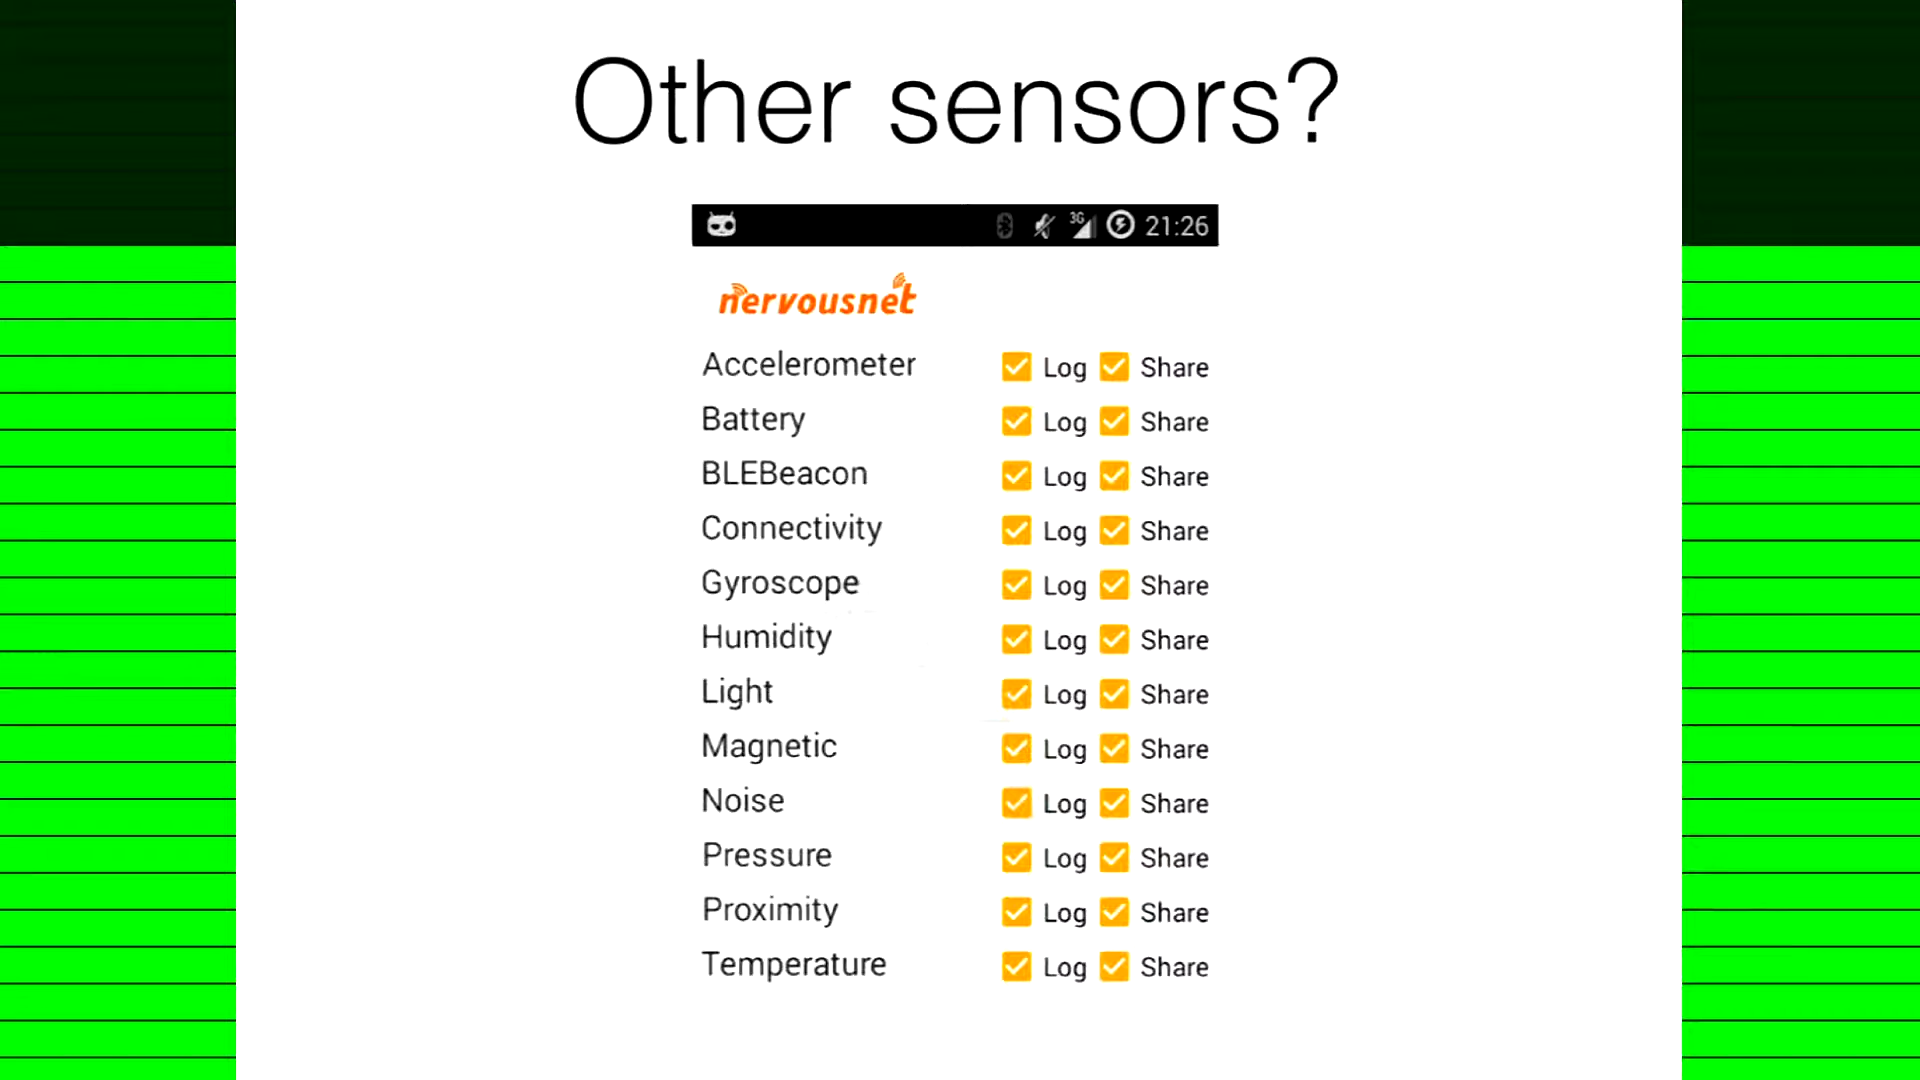 Other sensors?
3G 21:26
nervousnet
Accelerometer Log Share
Battery Log Share
BLEBeacon Log Share
Connectivity Log Share
Gyroscope Log Share
Humidity Log Share
Light Log Share
Magnetic Log Share
Noise Log Share
Pressure Log Share
Proximity Log Share
Temperature Log Share